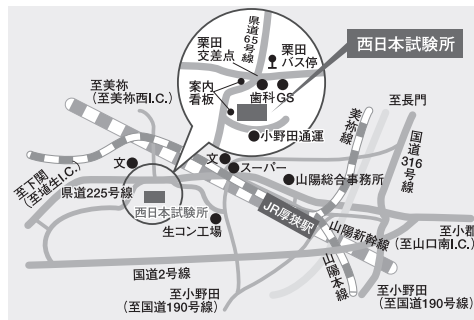 県道65号線
栗田
交差点
栗田
バス停
西日本試験所
案内
看板
歯科
GS
小野田通運
至美祢
(至美祢西I.C.)
美祢線
至長門
国道316号線
文
文
スーパー
山陽総合事務所
至下関
(至埴生I.C.)
県道225号線
西日本試験所
生コン工場
JR厚狭駅
山陽新幹線
至小郡
(至山口南I.C.)
山陽本線
国道2号線
至小野田
(至国道190号線)
至小野田
(至国道190号線)